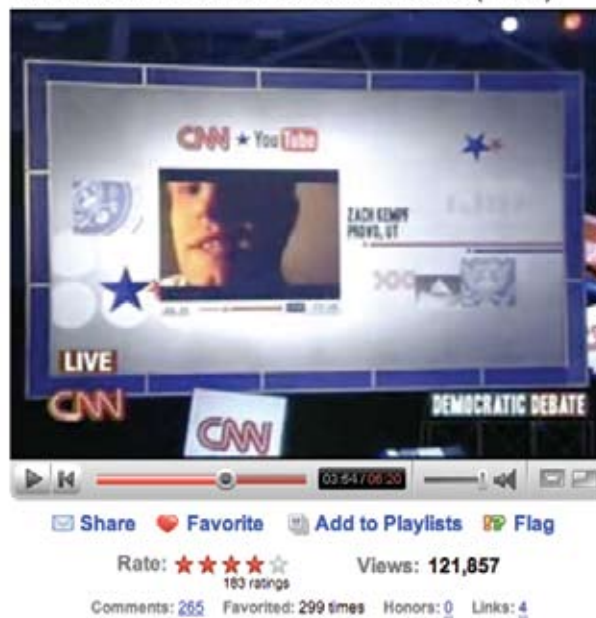 CNN ★ YouTube
ZACH KEMPF
PROVO, UT
LIVE
CNN
DEMOCRATIC DEBATE
CNN
03:54 / 06:20
Share Favorite Add to Playlists Flag
Rate: Views: 121,857
183 ratings
Comments: 265 Favorited: 299 times Honors: 0 Links: 4